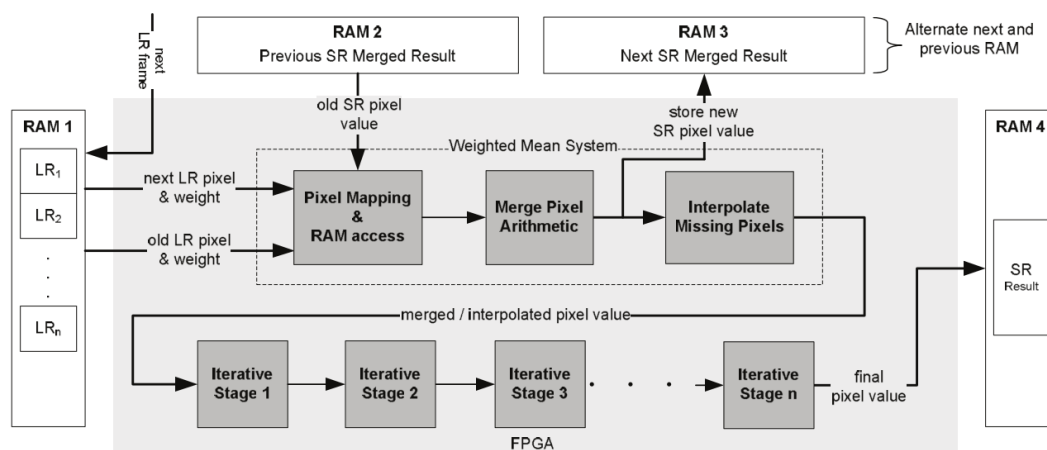 next
LR frame
RAM 2
Previous SR Merged Result
RAM 3
Next SR Merged Result
Alternate next and
previous RAM
RAM 1
LR1
LR2
.
.
.
LRn
old SR pixel
value
store new
SR pixel value
Weighted Mean System
next LR pixel
& weight
old LR pixel
& weight
Pixel Mapping
&
RAM access
Merge Pixel
Arithmetic
Interpolate
Missing Pixels
RAM 4
SR
Result
merged / interpolated pixel value
Iterative
Stage 1
Iterative
Stage 2
Iterative
Stage 3
. . . .
Iterative
Stage n
final
pixel value
FPGA